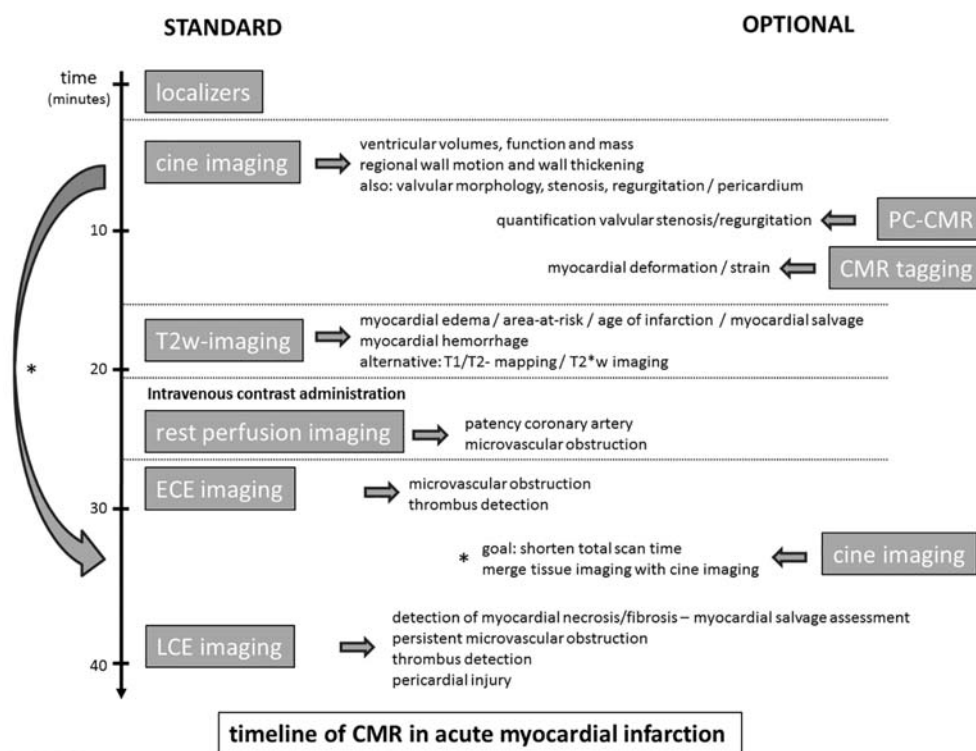 STANDARD
OPTIONAL
time
(minutes)
localizers
cine imaging
ventricular volumes, function and mass
regional wall motion and wall thickening
also: valvular morphology, stenosis, regurgitation / pericardium
quantification valvular stenosis/regurgitation
PC-CMR
10
myocardial deformation / strain
CMR tagging
T2w-imaging
myocardial edema / area-at-risk / age of infarction / myocardial salvage
myocardial hemorrhage
alternative: T1/T2- mapping / T2*w imaging
*
20
Intravenous contrast administration
rest perfusion imaging
patency coronary artery
microvascular obstruction
ECE imaging
microvascular obstruction
thrombus detection
30
* goal: shorten total scan time
merge tissue imaging with cine imaging
cine imaging
LCE imaging
detection of myocardial necrosis/fibrosis – myocardial salvage assessment
persistent microvascular obstruction
thrombus detection
pericardial injury
40
timeline of CMR in acute myocardial infarction